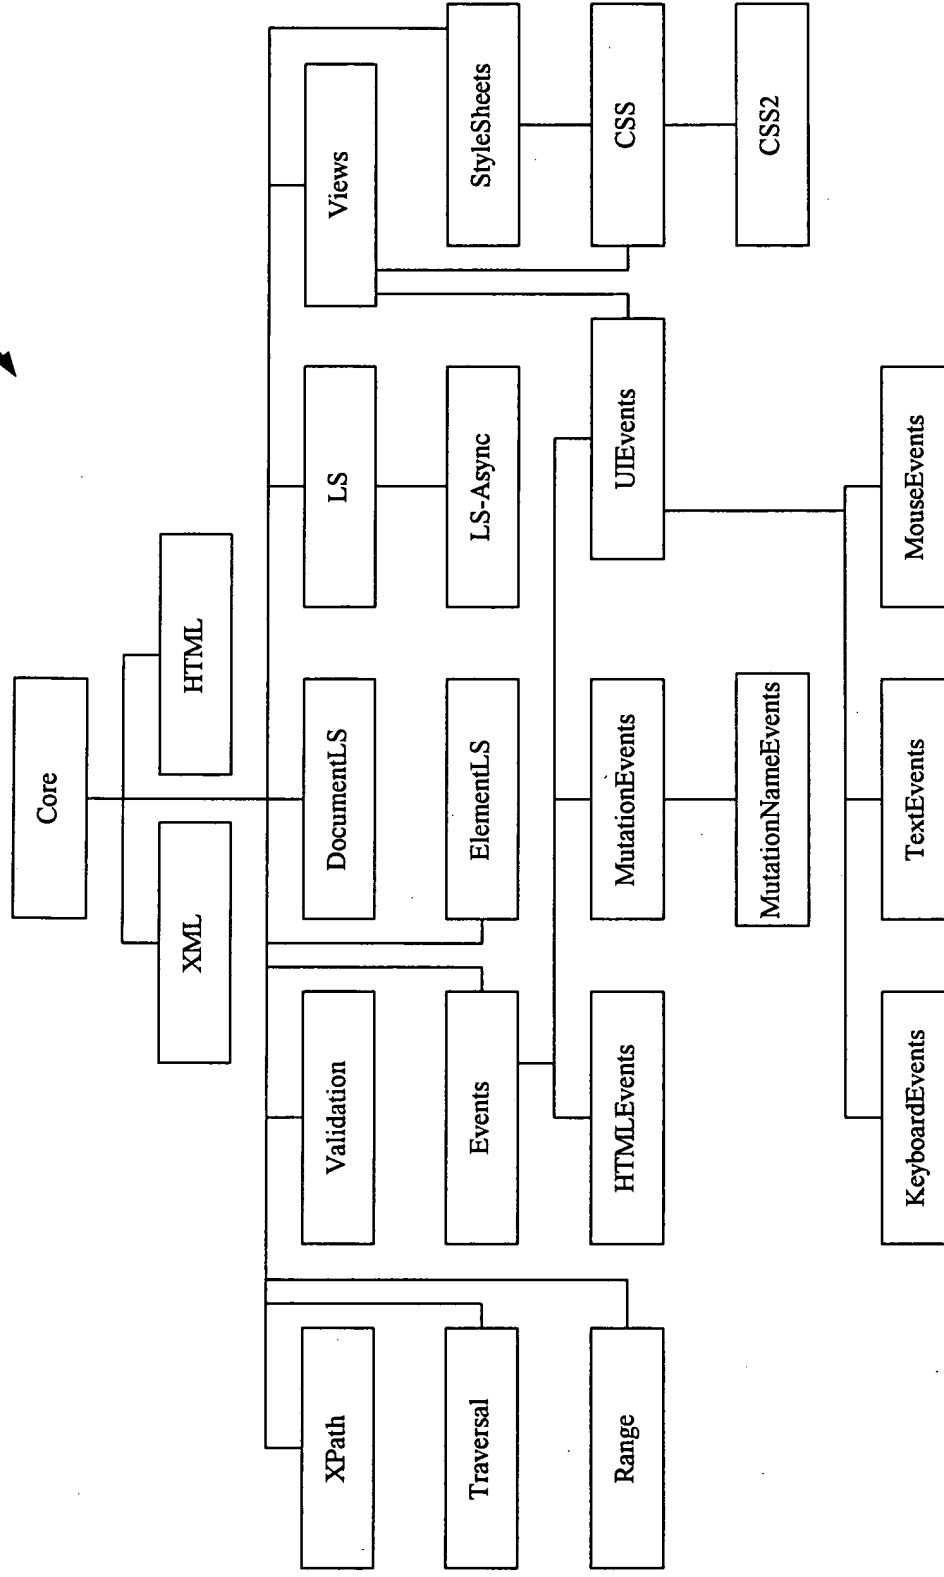 Core
XML
HTML
XPath
Validation
DocumentLS
LS
Views
Traversal
Events
ElementLS
LS-Async
StyleSheets
Range
HTMLEvents
MutationEvents
UIEvents
CSS
MutationNameEvents
CSS2
KeyboardEvents
TextEvents
MouseEvents